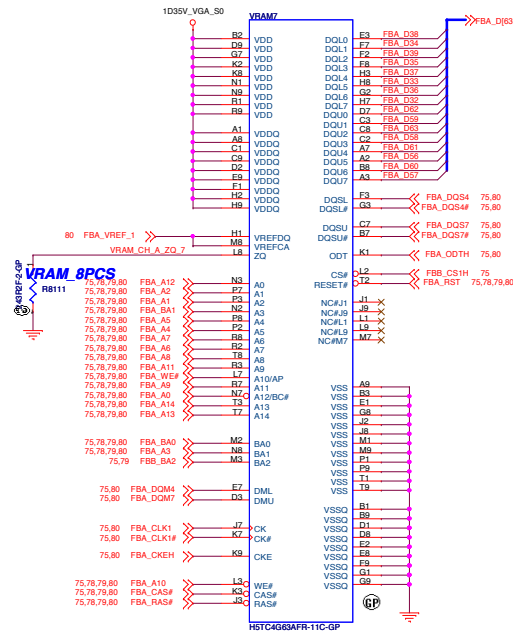 1D35V_VGA_S0
VRAM7
FBA_D[63
B2 VDD DQL0 E3 FBA_D38
D9 VDD DQL1 F7 FBA_D34
G7 VDD DQL2 F2 FBA_D39
K2 VDD DQL3 F8 FBA_D35
K8 VDD DQL4 H3 FBA_D37
N1 VDD DQL5 H8 FBA_D33
N9 VDD DQL6 G2 FBA_D36
R1 VDD DQL7 H7 FBA_D32
R9 VDD DQU0 D7 FBA_D62
DQU1 C3 FBA_D59
A1 VDDQ DQU2 C8 FBA_D63
A8 VDDQ DQU3 C2 FBA_D58
C1 VDDQ DQU4 A7 FBA_D61
C9 VDDQ DQU5 A2 FBA_D56
D2 VDDQ DQU6 B8 FBA_D60
E9 VDDQ DQU7 A3 FBA_D57
F1 VDDQ
H2 VDDQ DQSL F3 FBA_DQS4 75,80
H9 VDDQ DQSL# G3 FBA_DQS4# 75,80
DQSU C7 FBA_DQS7 75,80
80 FBA_VREF_1 H1 VREFDQ DQSU# B7 FBA_DQS7# 75,80
M8 VREFCA
VRAM_CH_A_ZQ_7 L8 ZQ ODT K1 FBA_ODTH 75,80
VRAM_8PCS
CS# L2 FBB_CS1H 75
RESET# T2 FBA_RST 75,78,79,80
R8111
75,78,79,80 FBA_A12 N3 A0
75,78,79,80 FBA_A2 P7 A1
75,78,79,80 FBA_A1 P3 A2 NC#J1 J1
75,78,79,80 FBA_BA1 N2 A3 NC#J9 J9
75,78,79,80 FBA_A5 P8 A4 NC#L1 L1
75,78,79,80 FBA_A4 P2 A5 NC#L9 L9
75,78,79,80 FBA_A7 R8 A6 NC#M7 M7
75,78,79,80 FBA_A6 R2 A7
75,78,79,80 FBA_A8 T8 A8
75,78,79,80 FBA_A11 R3 A9
75,78,79,80 FBA_WE# L7 A10/AP
75,78,79,80 FBA_A9 R7 A11 VSS A9
75,78,79,80 FBA_A0 N7 A12/BC# VSS B3
75,78,79,80 FBA_A14 T3 A13 VSS E1
75,78,79,80 FBA_A13 T7 A14 VSS G8
VSS J2
VSS J8
75,78,79,80 FBA_BA0 M2 BA0 VSS M1
75,78,79,80 FBA_A3 N8 BA1 VSS M9
75,79 FBB_BA2 M3 BA2 VSS P1
VSS P9
VSS T1
75,80 FBA_DQM4 E7 DML VSS T9
75,80 FBA_DQM7 D3 DMU
VSSQ B1
VSSQ B9
75,80 FBA_CLK1 J7 CK VSSQ D1
75,80 FBA_CLK1# K7 CK# VSSQ D8
VSSQ E2
75,80 FBA_CKEH K9 CKE VSSQ E8
VSSQ F9
VSSQ G1
75,78,79,80 FBA_A10 L3 WE# VSSQ G9
75,78,79,80 FBA_CAS# K3 CAS#
75,78,79,80 FBA_RAS# J3 RAS#
GP
H5TC4G63AFR-11C-GP